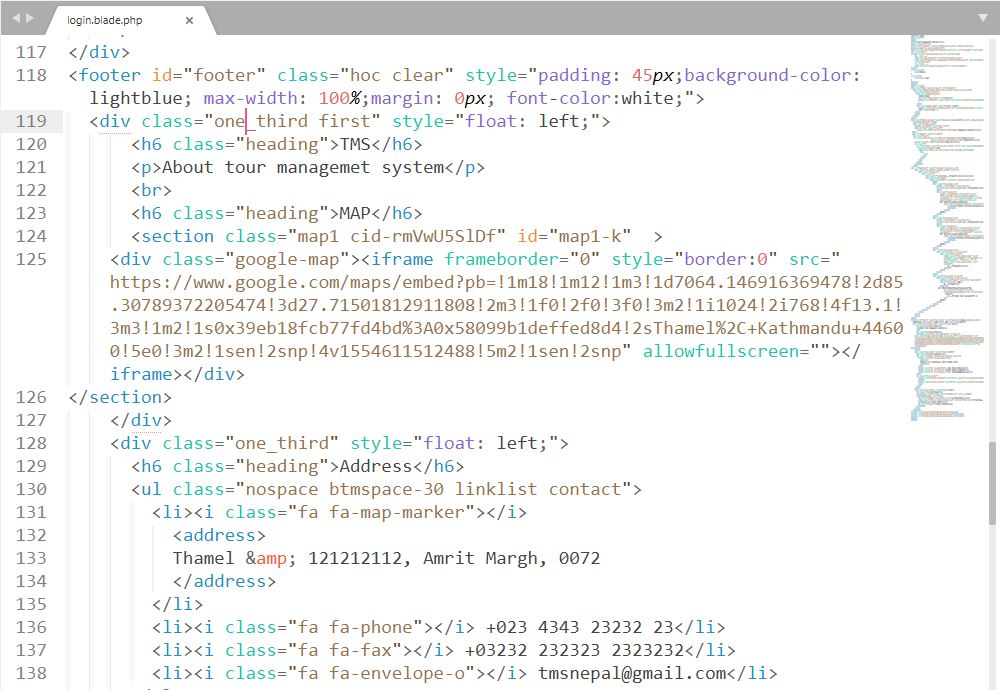 login.blade.php
117 </div>
118 <footer id="footer" class="hoc clear" style="padding: 45px;background-color:
lightblue; max-width: 100%;margin: 0px; font-color:white;">
119 <div class="one_third first" style="float: left;">
120 <h6 class="heading">TMS</h6>
121 <p>About tour managemet system</p>
122 <br>
123 <h6 class="heading">MAP</h6>
124 <section class="map1 cid-rmVwU5SlDf" id="map1-k"  >
125 <div class="google-map"><iframe frameborder="0" style="border:0" src="
https://www.google.com/maps/embed?pb=!1m18!1m12!1m3!1d7064.146916369478!2d85
.30789372205474!3d27.71501812911808!2m3!1f0!2f0!3f0!3m2!1i1024!2i768!4f13.1!
3m3!1m2!1s0x39eb18fcb77fd4bd%3A0x58099b1deffed8d4!2sThamel%2C+Kathmandu+4460
0!5e0!3m2!1sen!2snp!4v1554611512488!5m2!1sen!2snp" allowfullscreen=""></
iframe></div>
126 </section>
127 </div>
128 <div class="one_third" style="float: left;">
129 <h6 class="heading">Address</h6>
130 <ul class="nospace btmspace-30 linklist contact">
131 <li><i class="fa fa-map-marker"></i>
132 <address>
133 Thamel &amp; 121212112, Amrit Margh, 0072
134 </address>
135 </li>
136 <li><i class="fa fa-phone"></i> +023 4343 23232 23</li>
137 <li><i class="fa fa-fax"></i> +03232 232323 2323232</li>
138 <li><i class="fa fa-envelope-o"></i> tmsnepal@gmail.com</li>